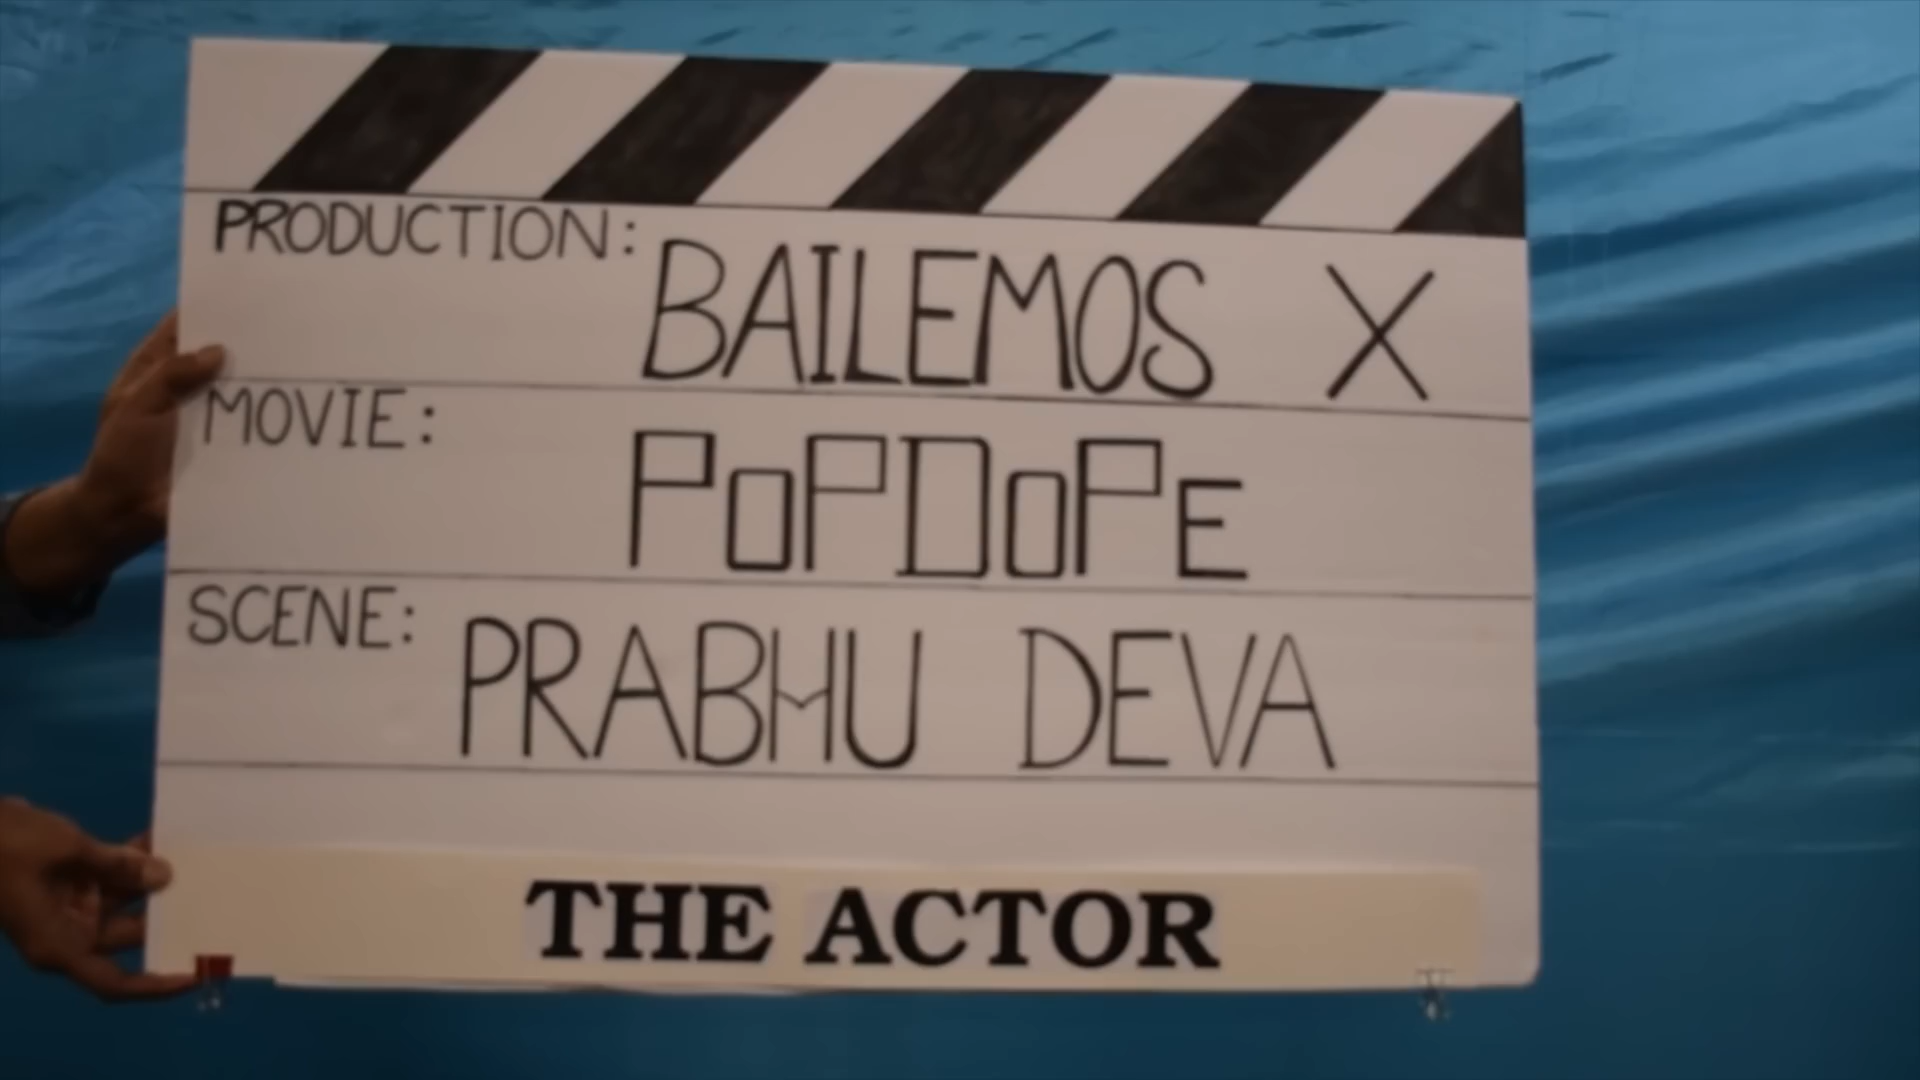 PRODUCTION: BAILEMOS X
MOVIE: POPDOPE
SCENE: PRABHU DEVA
THE ACTOR